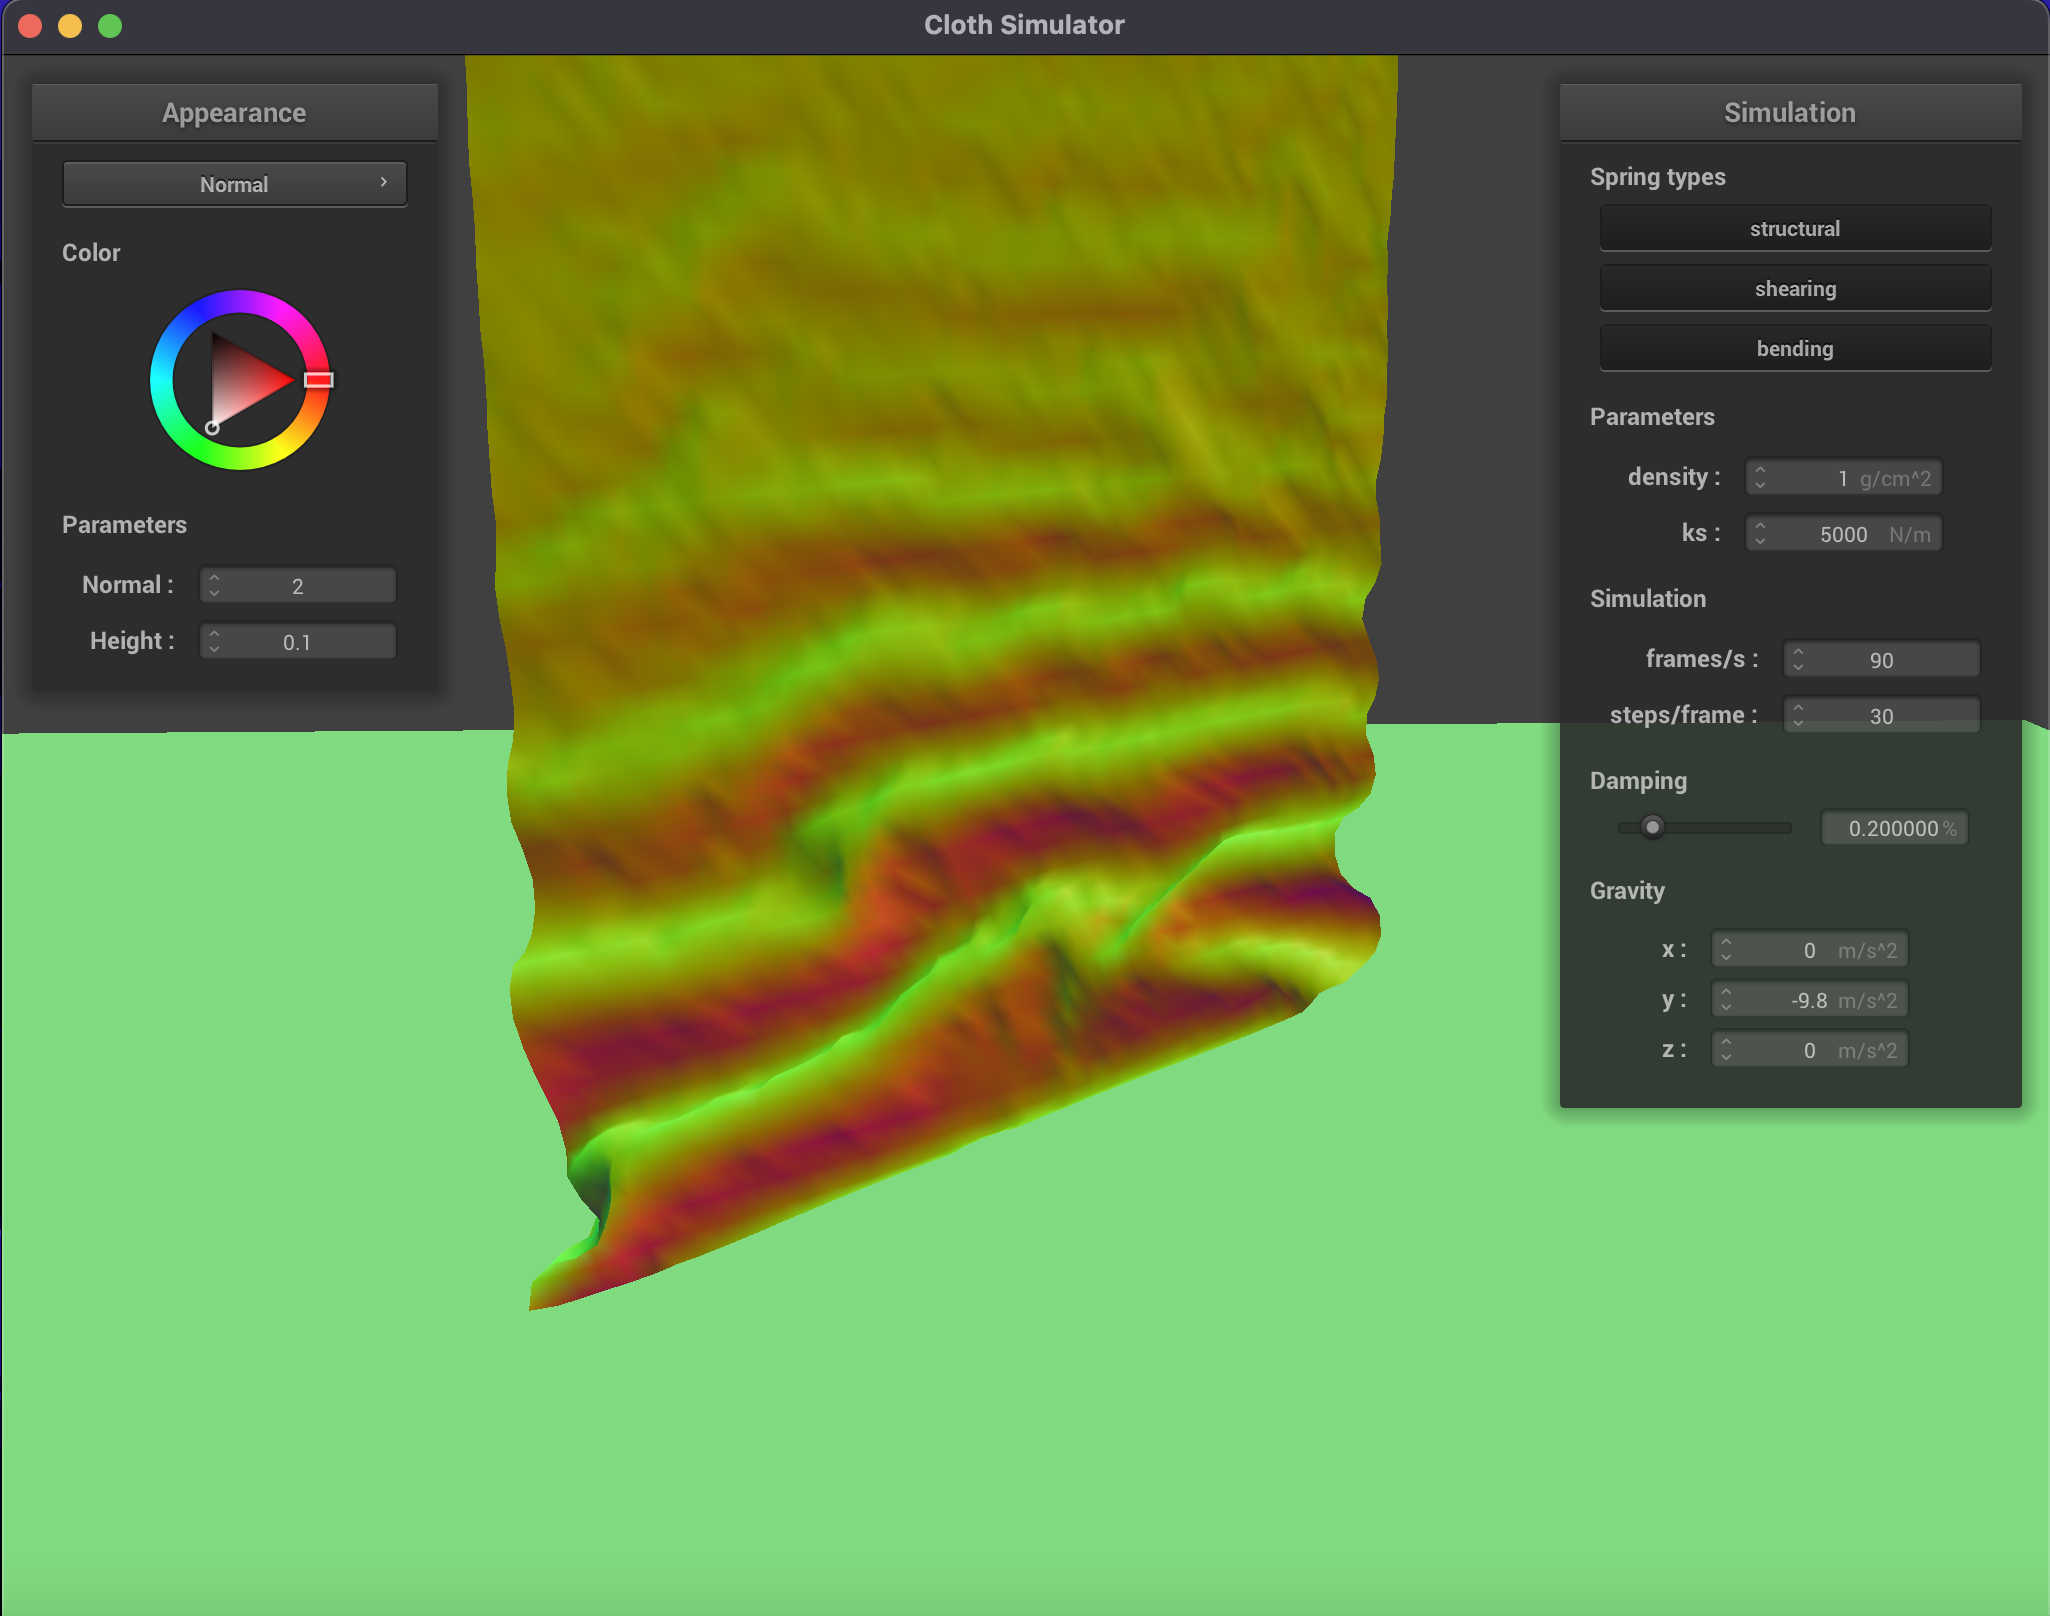 Cloth Simulator
Appearance
Normal
Color
Parameters
Normal : 2
Height : 0.1
Simulation
Spring types
structural
shearing
bending
Parameters
density : 1 g/cm^2
ks : 5000 N/m
Simulation
frames/s : 90
steps/frame : 30
Damping
0.200000 %
Gravity
x : 0 m/s^2
y : -9.8 m/s^2
z : 0 m/s^2